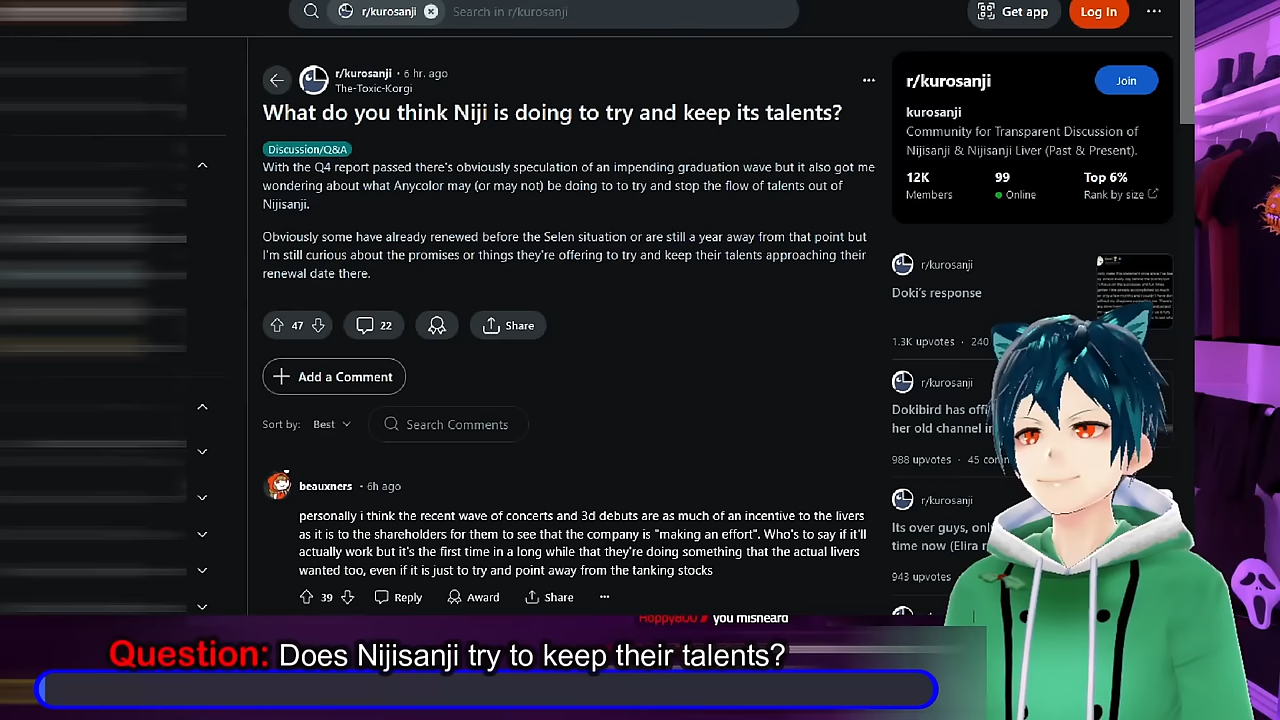 r/kurosanji
Search in r/kurosanji
Get app
Log In
r/kurosanji • 6 hr. ago
The-Toxic-Korgi
What do you think Niji is doing to try and keep its talents?
Discussion/Q&A
With the Q4 report passed there's obviously speculation of an impending graduation wave but it also got me
wondering about what Anycolor may (or may not) be doing to to try and stop the flow of talents out of
Nijisanji.
Obviously some have already renewed before the Selen situation or are still a year away from that point but
I'm still curious about the promises or things they're offering to try and keep their talents approaching their
renewal date there.
47
22
Share
Add a Comment
Sort by: Best
Search Comments
beauxners • 6h ago
personally i think the recent wave of concerts and 3d debuts are as much of an incentive to the livers
as it is to the shareholders for them to see that the company is "making an effort". Who's to say if it'll
actually work but it's the first time in a long while that they're doing something that the actual livers
wanted too, even if it is just to try and point away from the tanking stocks
39
Reply
Award
Share
r/kurosanji
Join
kurosanji
Community for Transparent Discussion of
Nijisanji & Nijisanji Liver (Past & Present).
12K
99
Top 6%
Members
Online
Rank by size
r/kurosanji
Doki's response
1.3K upvotes • 240
r/kurosanji
Dokibird has offi
her old channel i
988 upvotes • 45 com
r/kurosanji
Its over guys, onl
time now (Elira r
943 upvotes
you misheard
Question: Does Nijisanji try to keep their talents?